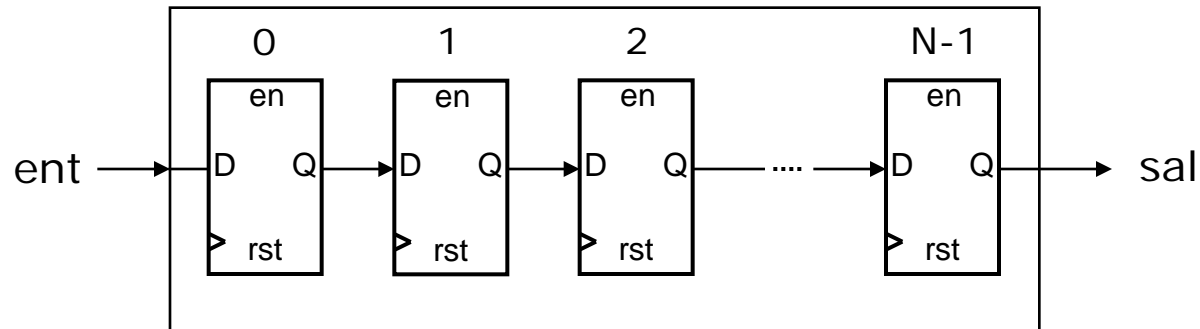 0 1 2 N-1
en en en en
ent D Q D Q D Q .... D Q sal
rst rst rst rst